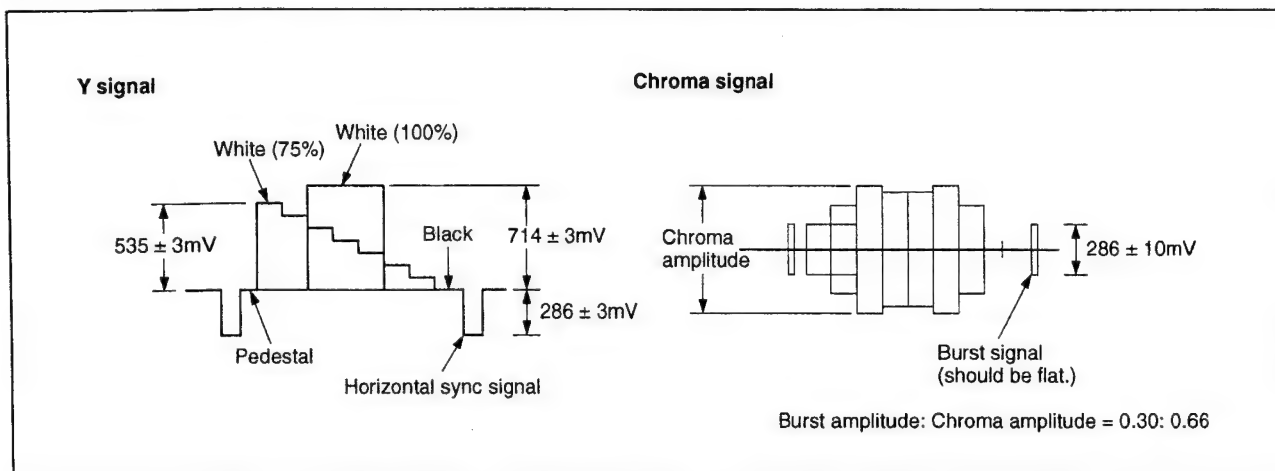 Y signal
White (75%)
White (100%)
535 ± 3mV
714 ± 3mV
Black
286 ± 3mV
Pedestal
Horizontal sync signal
Chroma signal
Chroma
amplitude
286 ± 10mV
Burst signal
(should be flat.)
Burst amplitude: Chroma amplitude = 0.30: 0.66